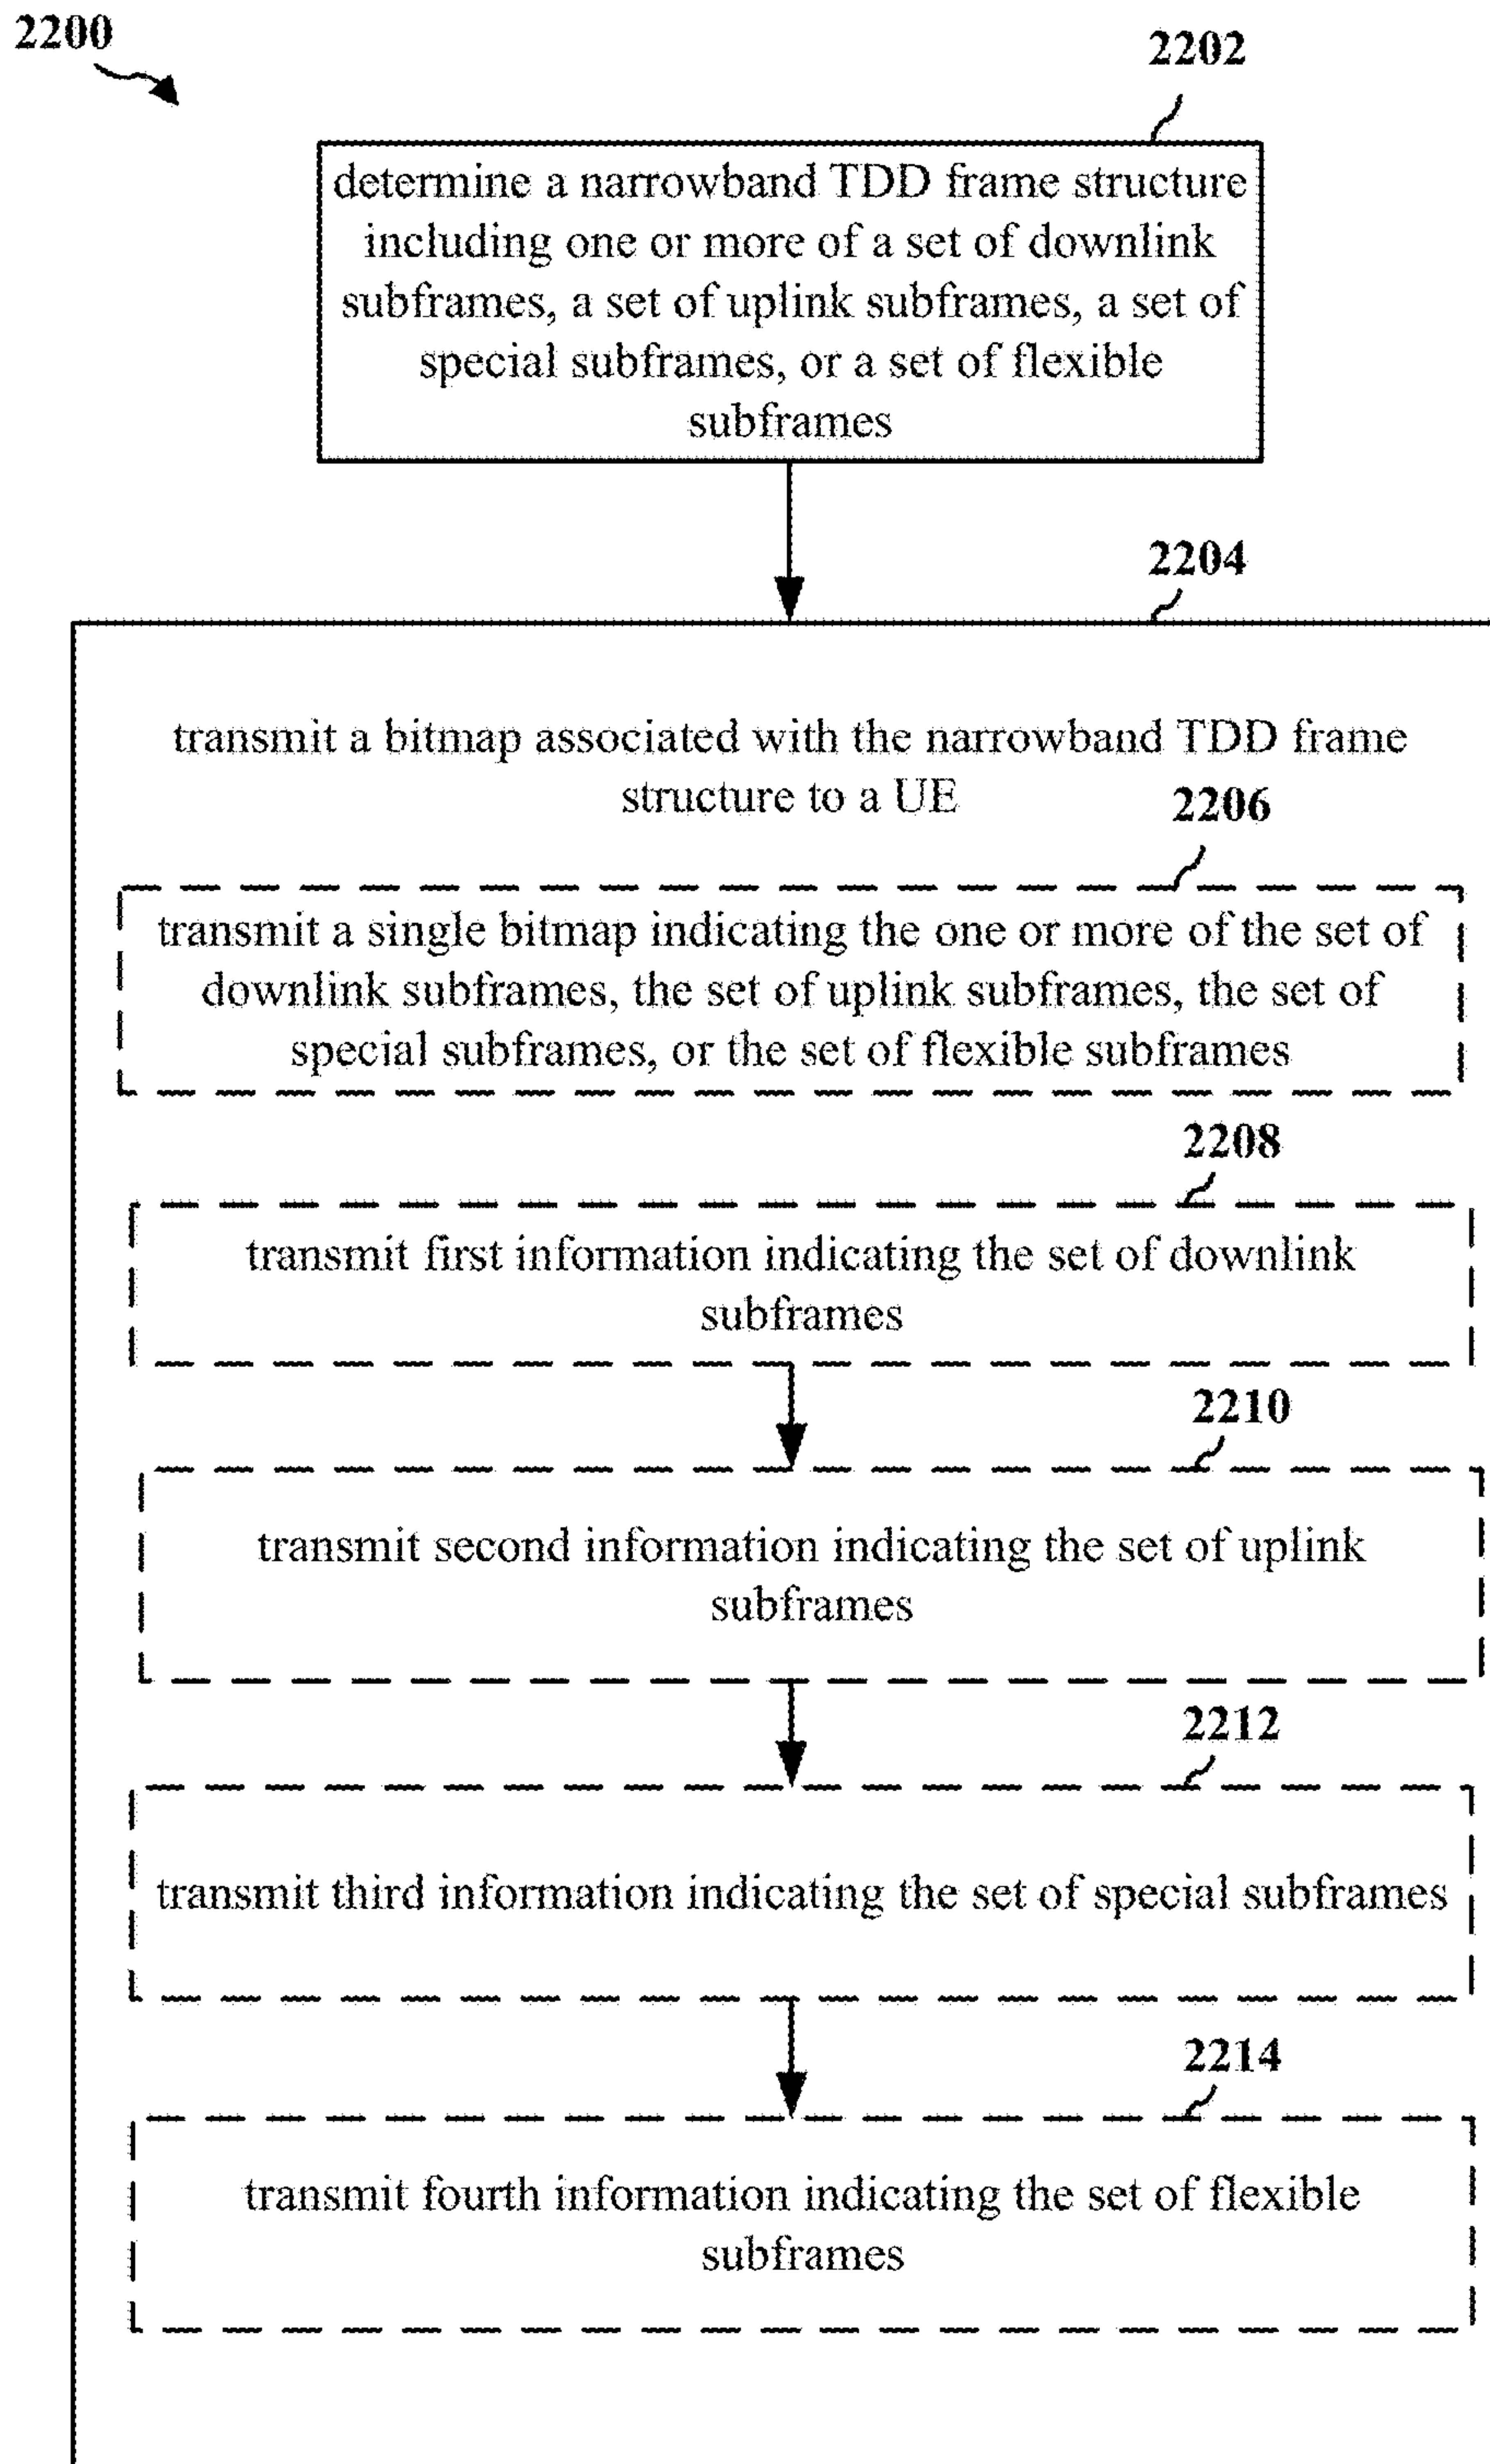 2200
2202
determine a narrowband TDD frame structure
including one or more of a set of downlink
subframes, a set of uplink subframes, a set of
special subframes, or a set of flexible
subframes
2204
transmit a bitmap associated with the narrowband TDD frame
structure to a UE
2206
transmit a single bitmap indicating the one or more of the set of
downlink subframes, the set of uplink subframes, the set of
special subframes, or the set of flexible subframes
2208
transmit first information indicating the set of downlink
subframes
2210
transmit second information indicating the set of uplink
subframes
2212
transmit third information indicating the set of special subframes
2214
transmit fourth information indicating the set of flexible
subframes